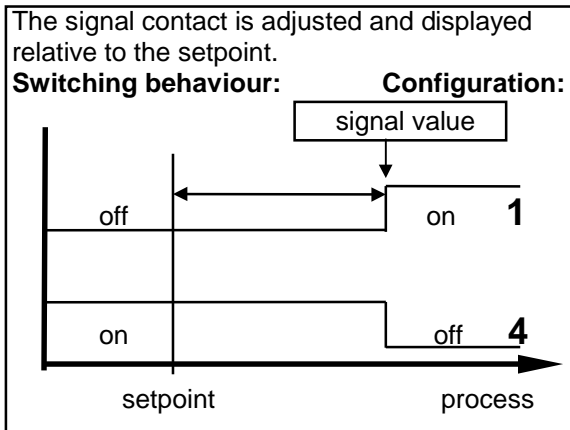 The signal contact is adjusted and displayed
relative to the setpoint.
Switching behaviour: Configuration:
signal value
off on 1
on off 4
setpoint process